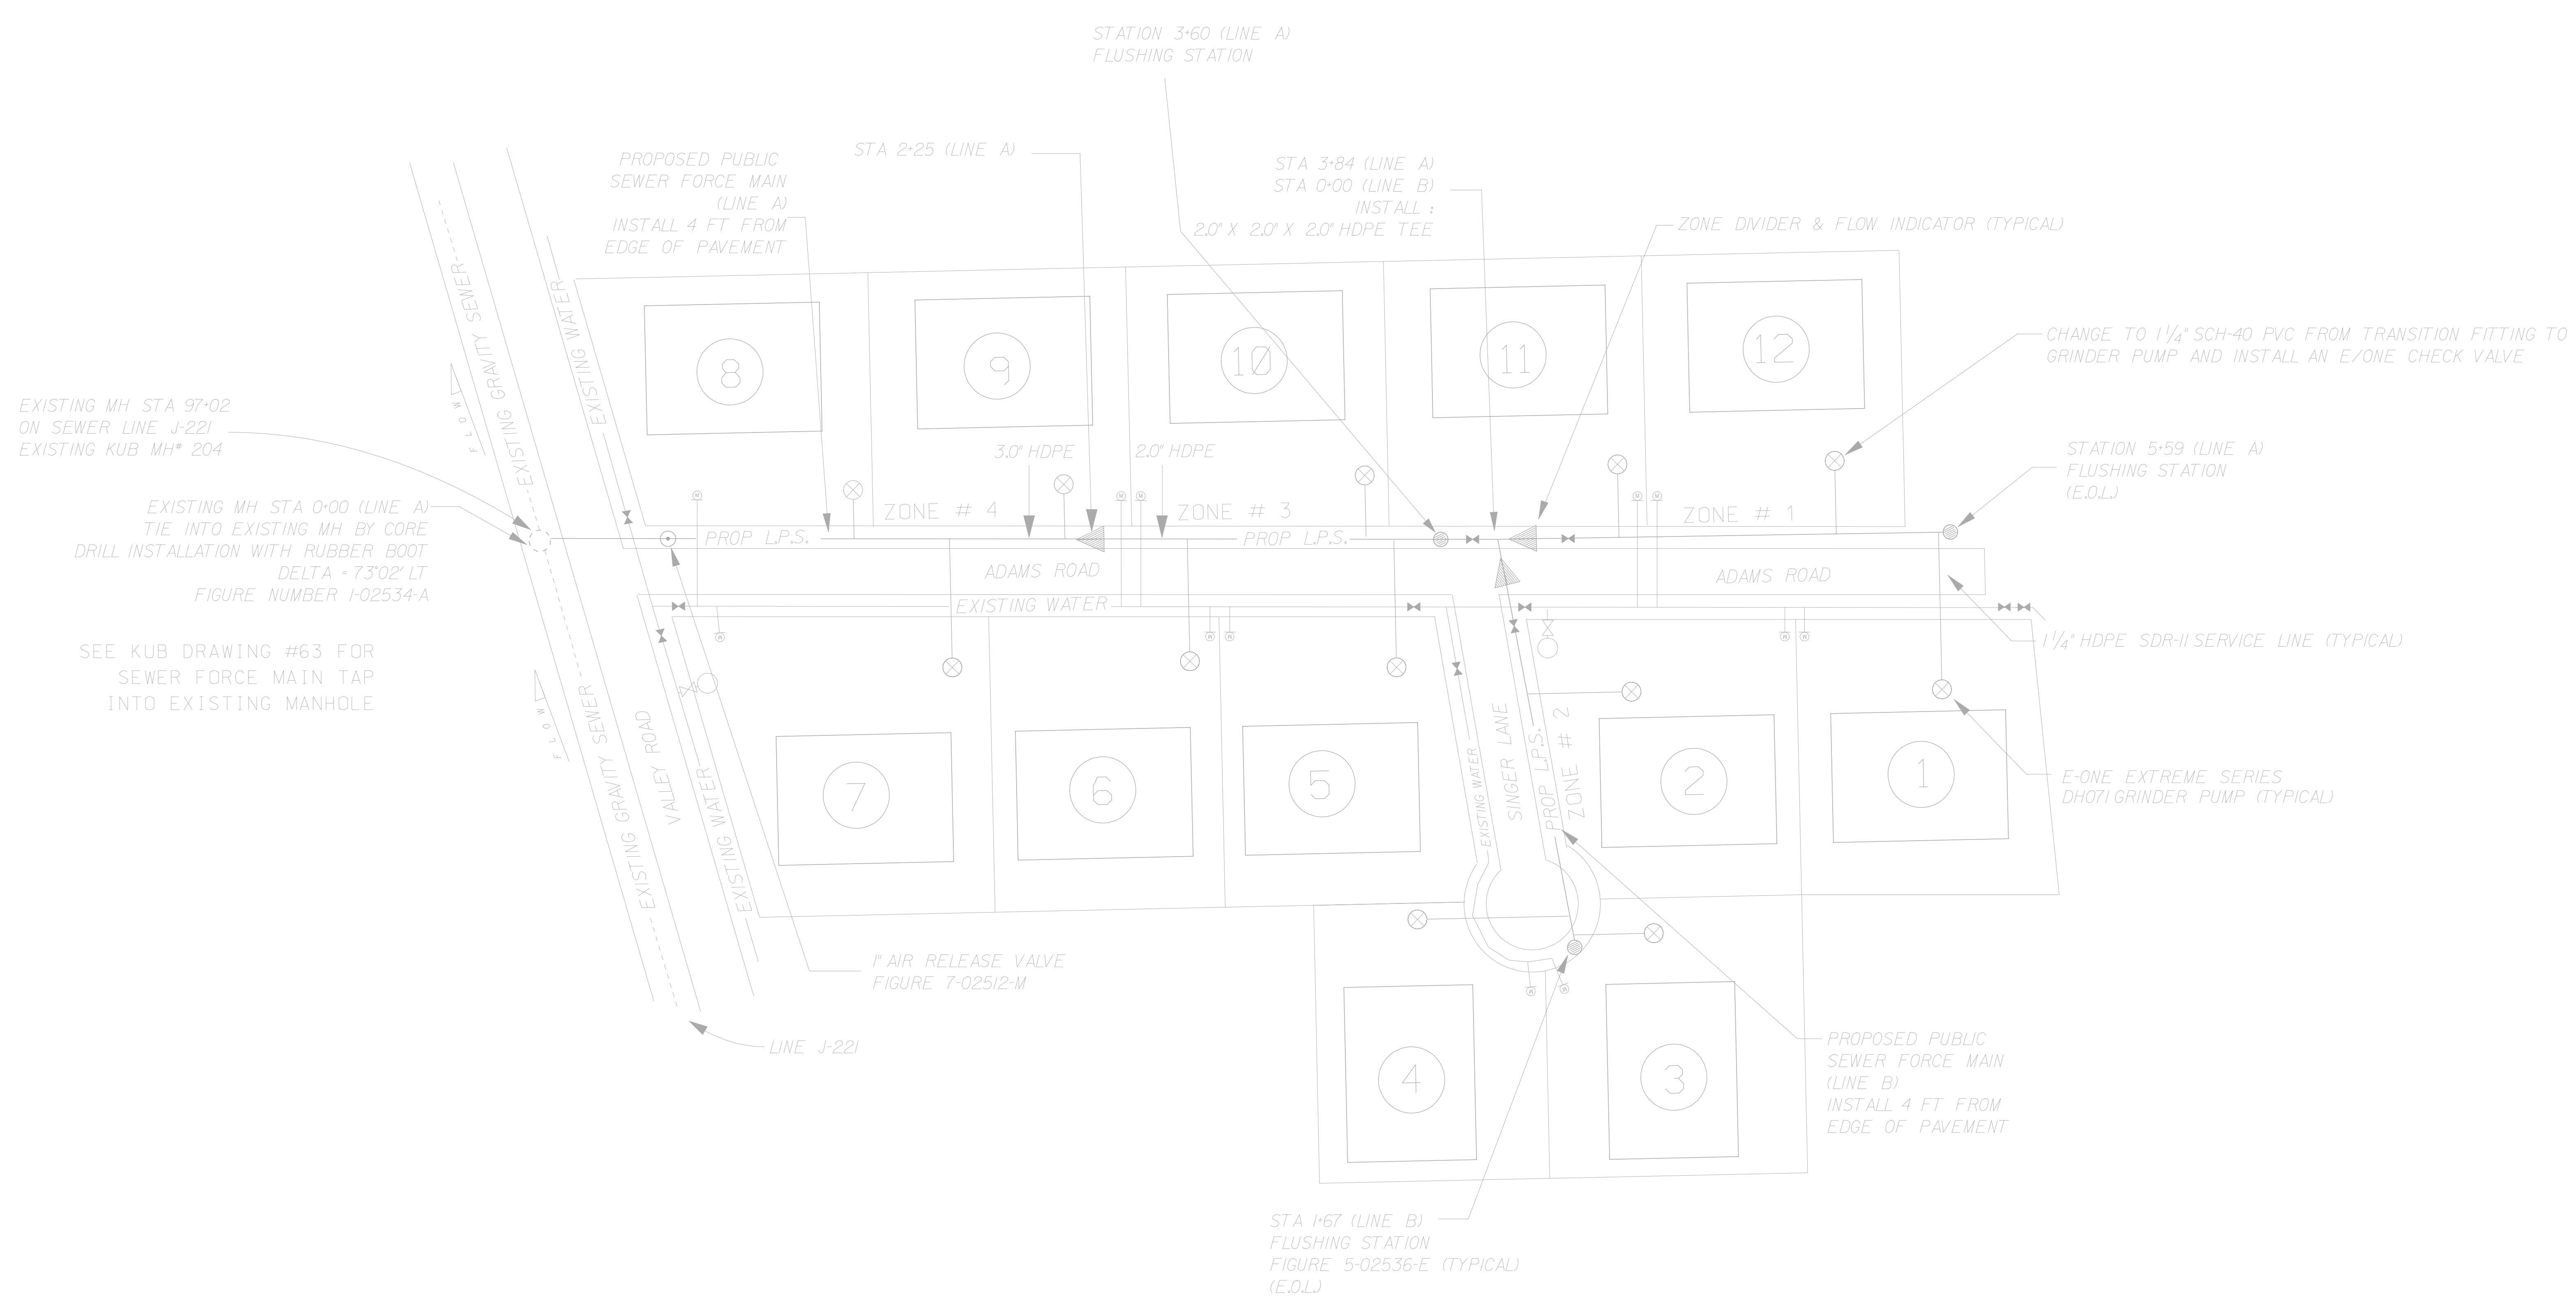 STATION 3+60 (LINE A)
FLUSHING STATION
STA 2+25 (LINE A)
PROPOSED PUBLIC
SEWER FORCE MAIN
(LINE A)
INSTALL 4 FT FROM
EDGE OF PAVEMENT
STA 3+84 (LINE A)
STA 0+00 (LINE B)
INSTALL :
2.0" X 2.0" X 2.0" HDPE TEE
ZONE DIVIDER & FLOW INDICATOR (TYPICAL)
CHANGE TO 1 1/4" SCH-40 PVC FROM TRANSITION FITTING TO
GRINDER PUMP AND INSTALL AN E/ONE CHECK VALVE
EXISTING GRAVITY SEWER
EXISTING GRAVITY SEWER
EXISTING WATER
EXISTING WATER
FLOW
8
9
10
11
12
EXISTING MH STA 97+02
ON SEWER LINE J-221
EXISTING KUB MH# 204
3.0" HDPE
2.0" HDPE
STATION 5+59 (LINE A)
FLUSHING STATION
(E.O.L.)
EXISTING MH STA 0+00 (LINE A)
TIE INTO EXISTING MH BY CORE
DRILL INSTALLATION WITH RUBBER BOOT
DELTA = 73°02' LT
FIGURE NUMBER 1-02534-A
M
M
M
M
M
ZONE # 4
ZONE # 3
ZONE # 1
PROP L.P.S.
PROP L.P.S.
ADAMS ROAD
ADAMS ROAD
EXISTING WATER
M
M
M
M
M
1 1/4" HDPE SDR-11 SERVICE LINE (TYPICAL)
SEE KUB DRAWING #63 FOR
SEWER FORCE MAIN TAP
INTO EXISTING MANHOLE
FLOW
EXISTING GRAVITY SEWER
EXISTING GRAVITY SEWER
VALLEY ROAD
EXISTING WATER
EXISTING WATER
7
6
5
EXISTING WATER
SINGER LANE
PROP L.P.S.
ZONE # 2
2
1
E-ONE EXTREME SERIES
DH071 GRINDER PUMP (TYPICAL)
1" AIR RELEASE VALVE
FIGURE 7-02512-M
M
M
LINE J-221
4
3
PROPOSED PUBLIC
SEWER FORCE MAIN
(LINE B)
INSTALL 4 FT FROM
EDGE OF PAVEMENT
STA 1+67 (LINE B)
FLUSHING STATION
FIGURE 5-02536-E (TYPICAL)
(E.O.L.)